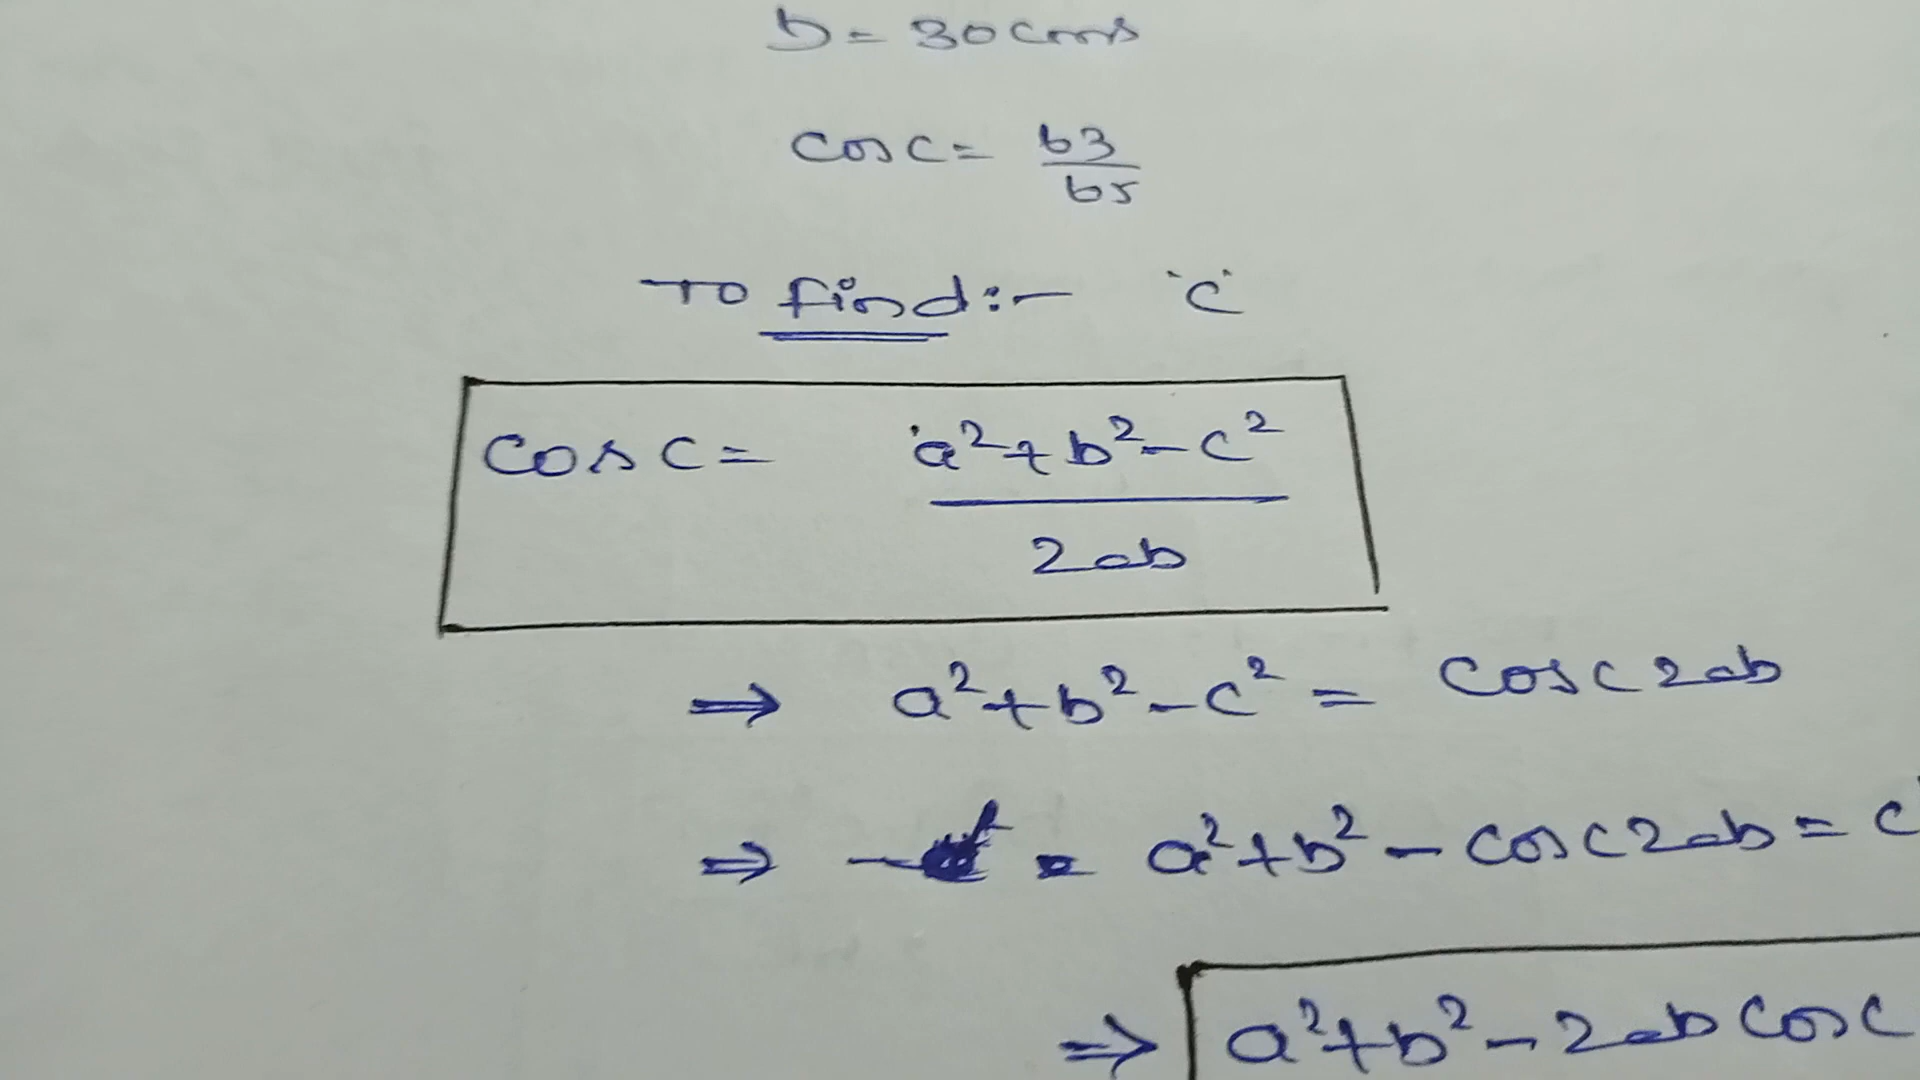 b = 30 cms
cos C = 63/65
To find :- 'c'
cos C = a² + b² - c² / 2ab
⇒ a² + b² - c² = cos C 2ab
⇒ - = a² + b² - cos C 2ab = c
⇒ a² + b² - 2ab cos C